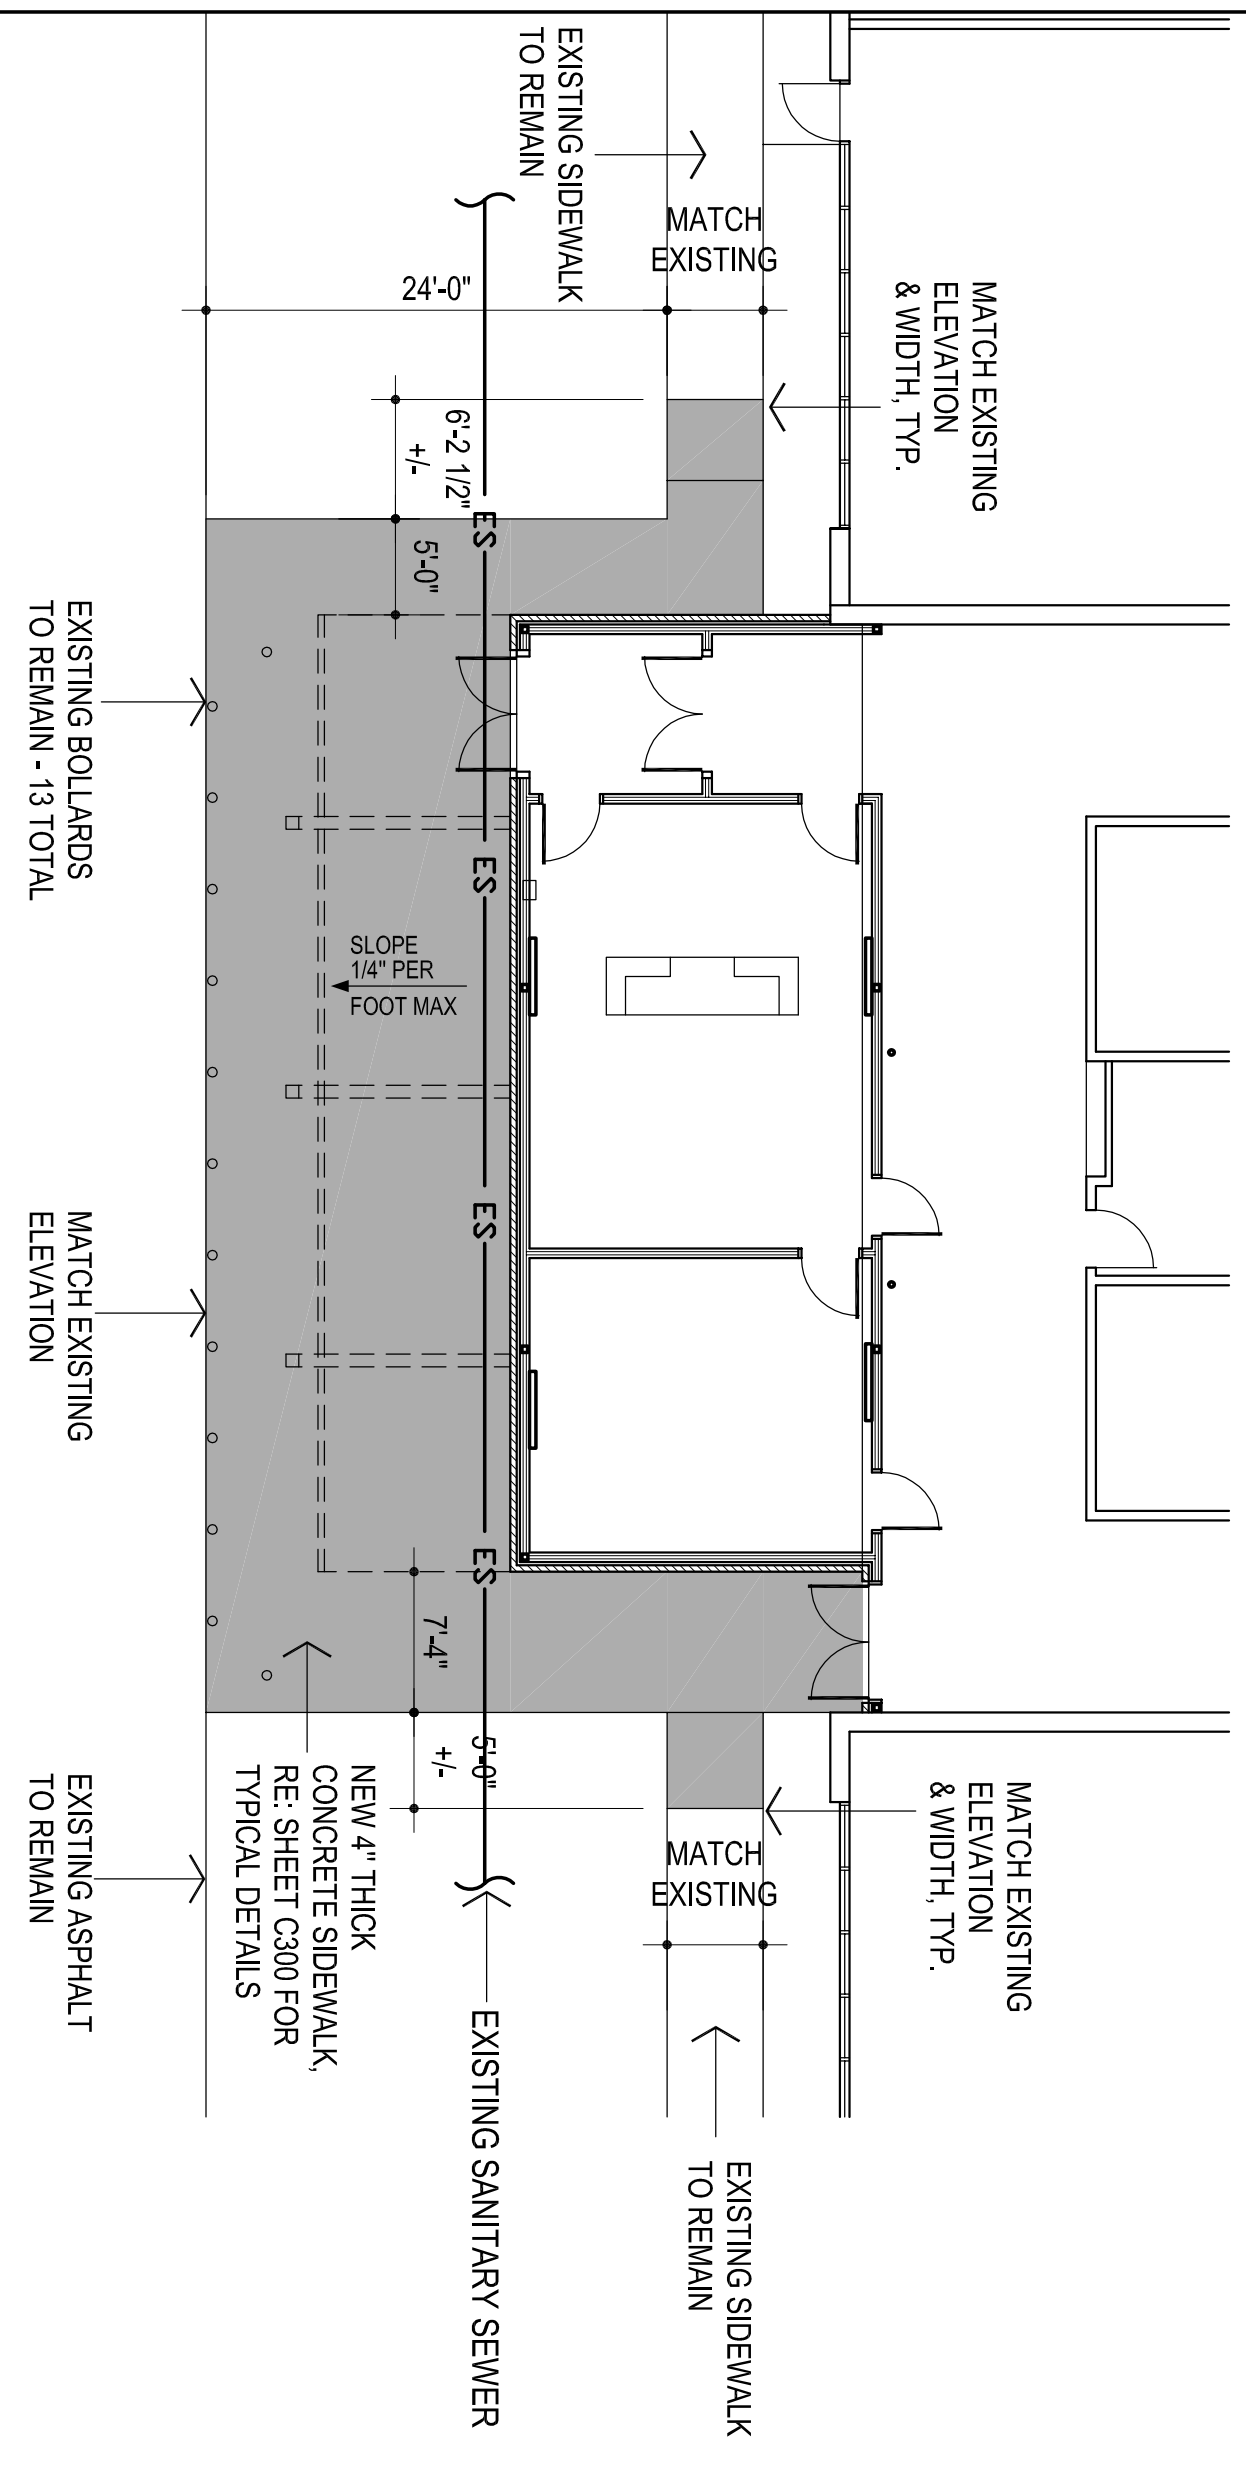 EXISTING SIDEWALK
TO REMAIN
MATCH
EXISTING
MATCH EXISTING
ELEVATION
& WIDTH, TYP.
24'-0"
6'-2 1/2"
+/-
5'-0"
ES
EXISTING BOLLARDS
TO REMAIN - 13 TOTAL
ES
SLOPE
1/4" PER
FOOT MAX
ES
MATCH EXISTING
ELEVATION
ES
7'-4"
5'-0"
+/-
NEW 4" THICK
CONCRETE SIDEWALK,
RE: SHEET C300 FOR
TYPICAL DETAILS
EXISTING ASPHALT
TO REMAIN
MATCH EXISTING
ELEVATION
& WIDTH, TYP.
MATCH
EXISTING
EXISTING SANITARY SEWER
EXISTING SIDEWALK
TO REMAIN